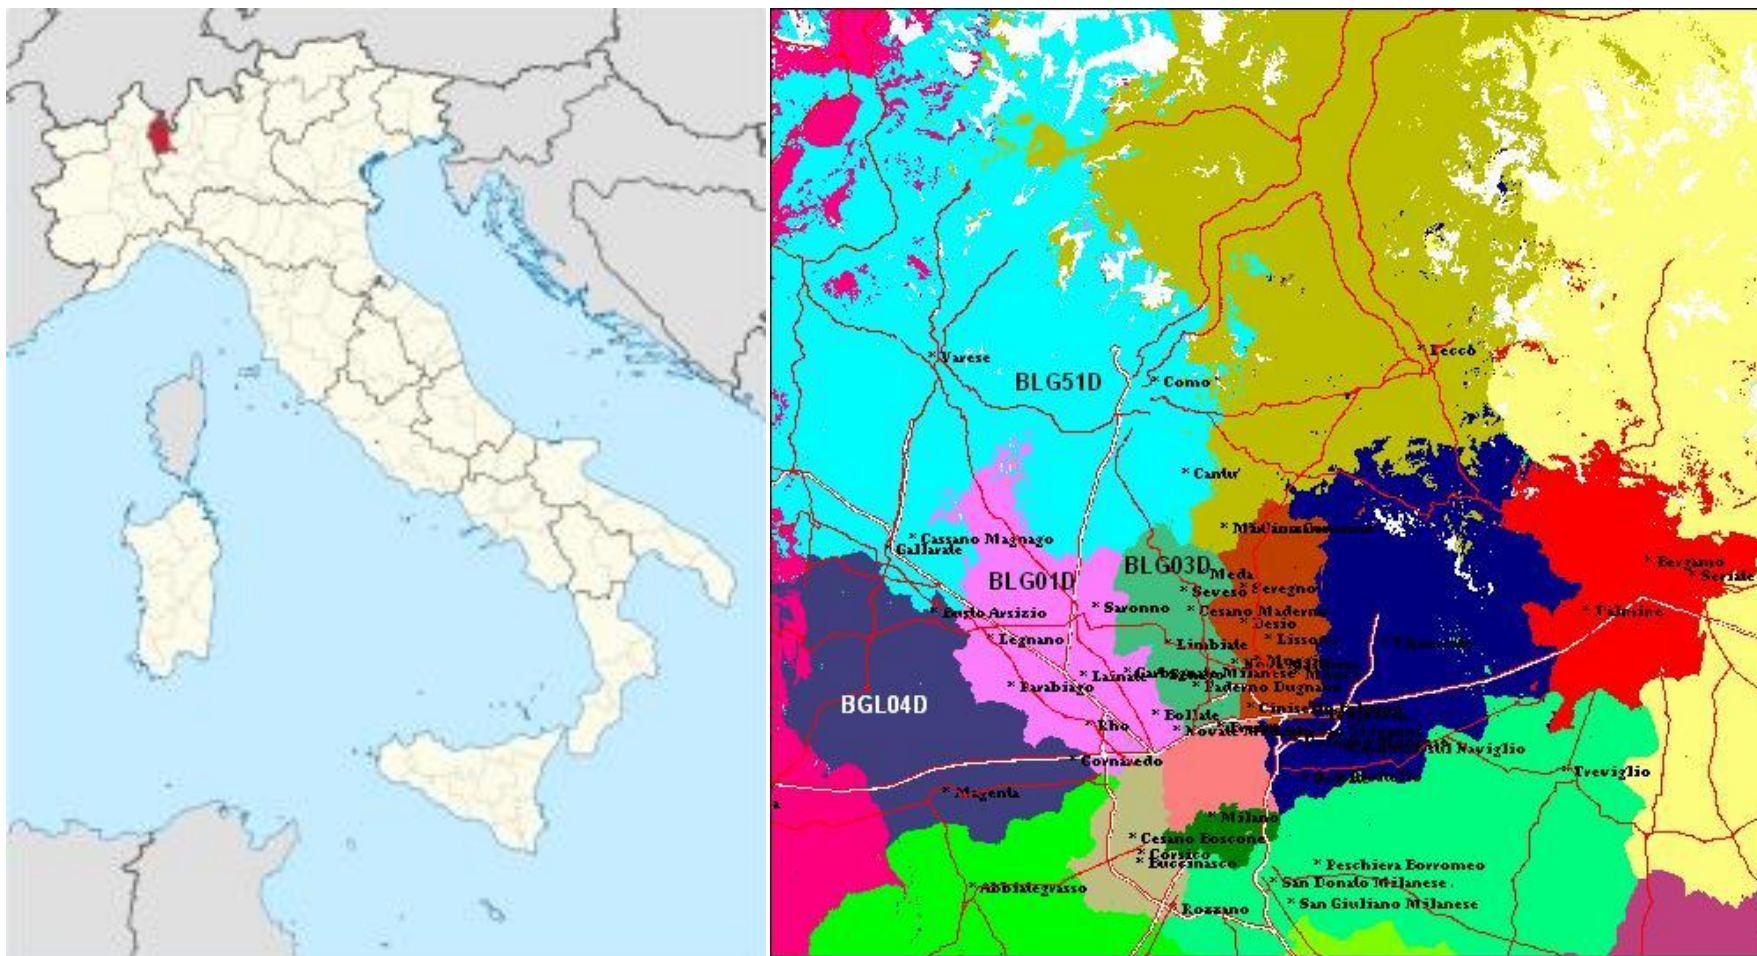 Lecco
Varese
BLG51D
Como
Cantu'
Cassano Magnago
Gallarate
BLG03D
Bergamo
BLG01D
Meda
Seriate
Seveso
Seregno
Saronno
Cesano Maderno
Dalmine
Busto Arsizio
Desio
Legnano
Limbiate
Lainate
Parabiago
Paderno Dugnano
BGL04D
Bollate
Rho
Cornaredo
Treviglio
Magenta
Milano
Cesano Boscone
Corsico
Buccinasco
Peschiera Borromeo
Abbiategrasso
San Donato Milanese
San Giuliano Milanese
Rozzano